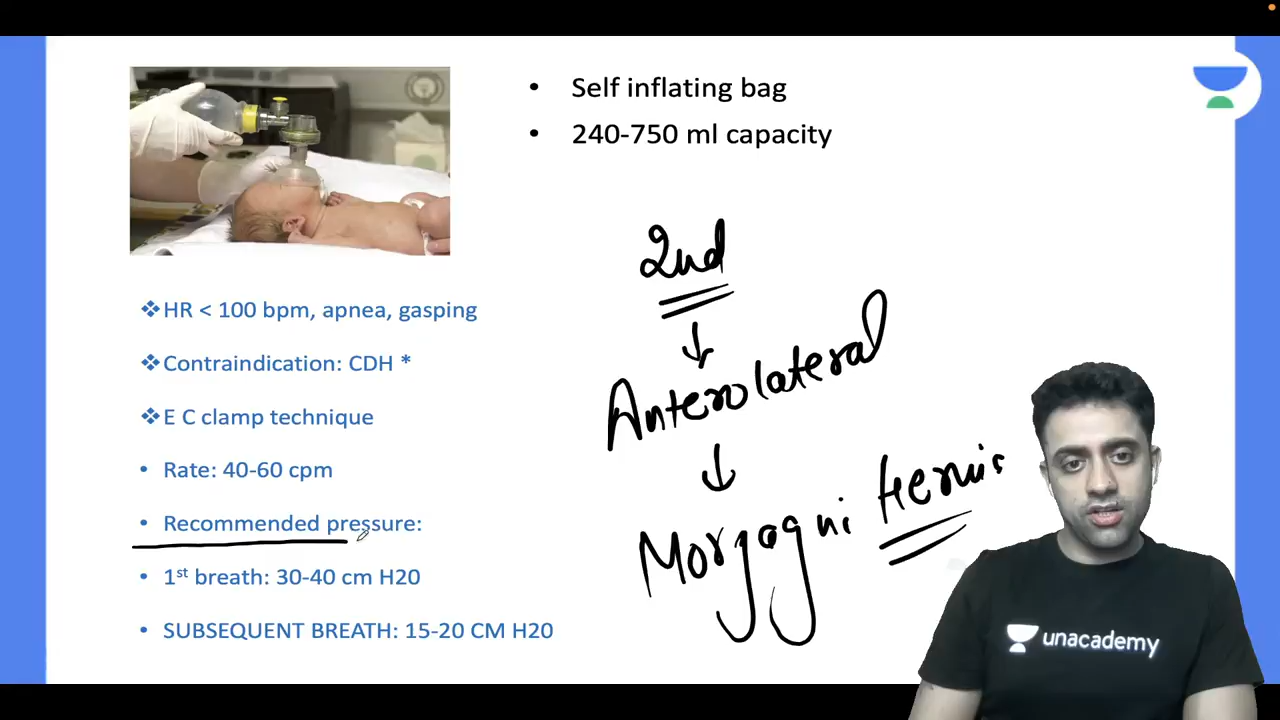 Self inflating bag
240-750 ml capacity
❖HR < 100 bpm, apnea, gasping
❖Contraindication: CDH *
❖E C clamp technique
• Rate: 40-60 cpm
• Recommended pressure:
• 1st breath: 30-40 cm H20
• SUBSEQUENT BREATH: 15-20 CM H20
2nd
↓
Anterolateral
↓
Morgagni Hernia
unacademy